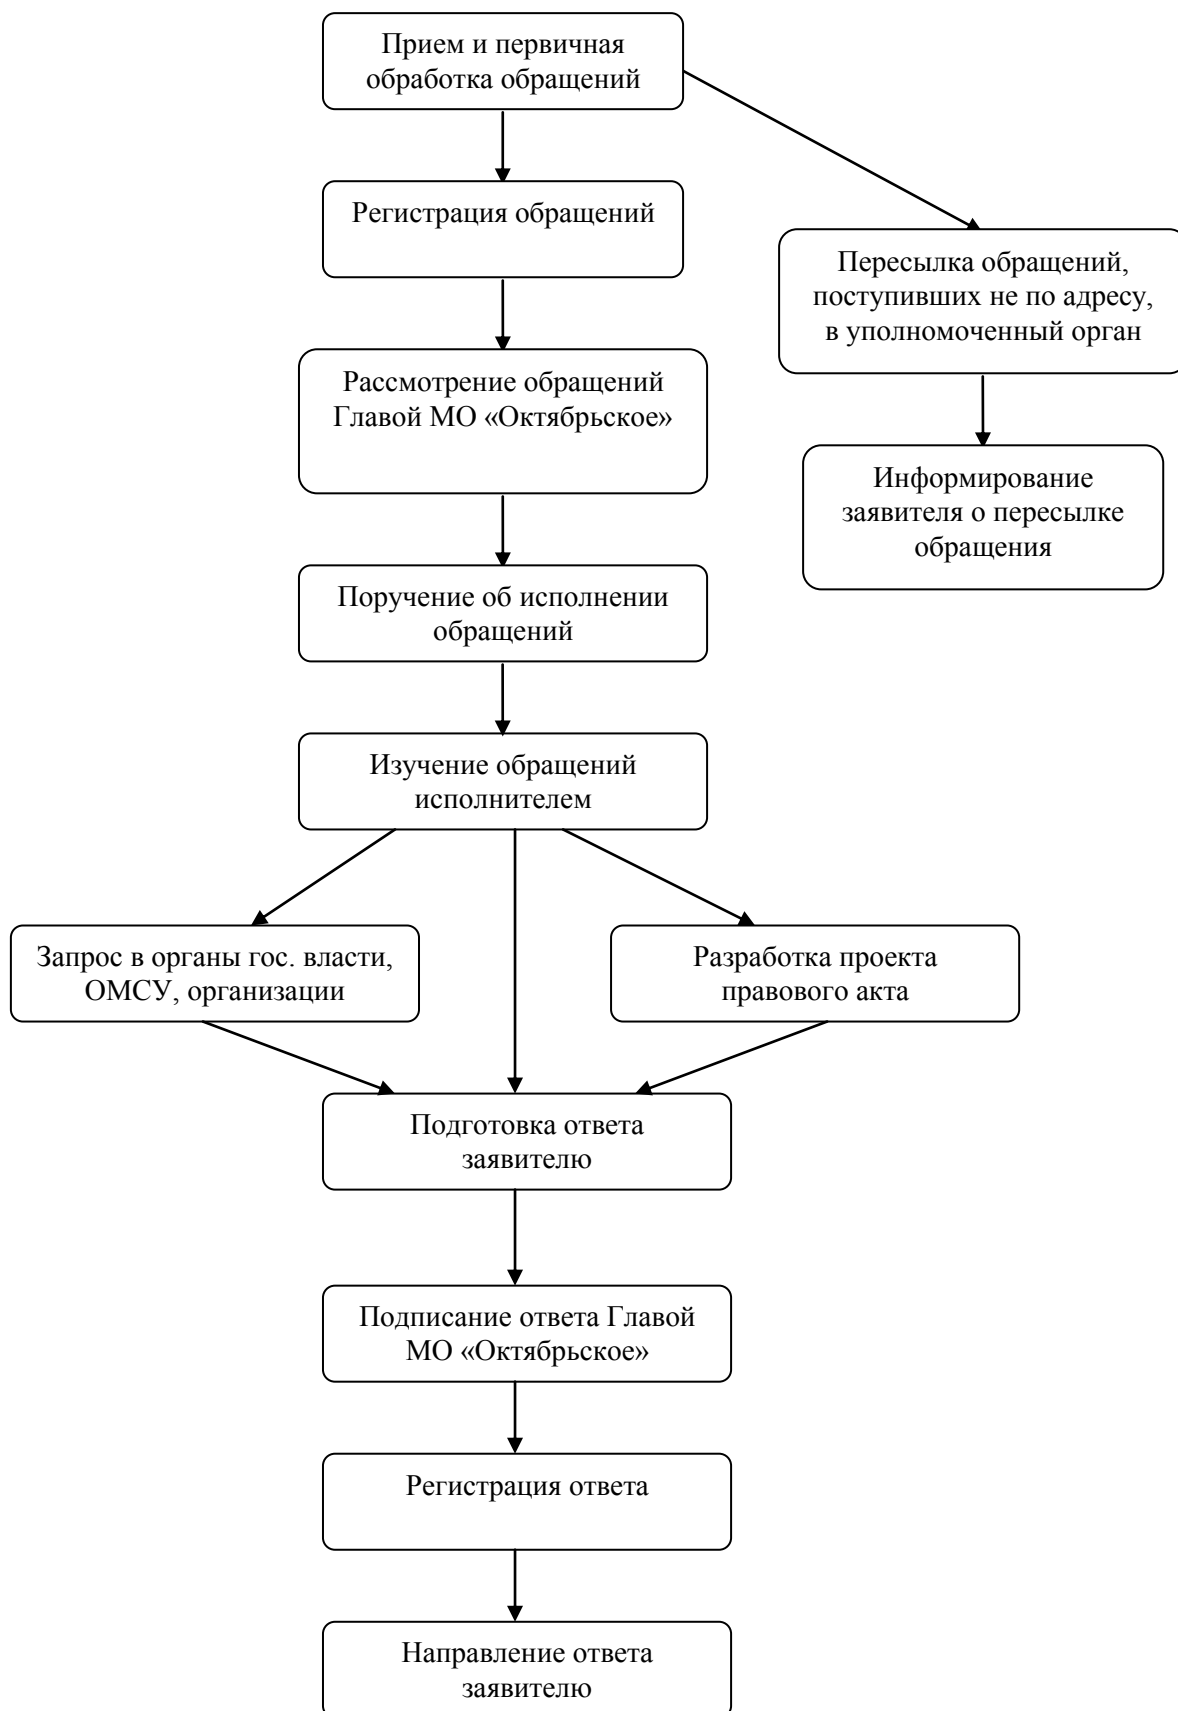 Прием и первичная
обработка обращений
Регистрация обращений
Пересылка обращений,
поступивших не по адресу,
в уполномоченный орган
Рассмотрение обращений
Главой МО «Октябрьское»
Информирование
заявителя о пересылке
обращения
Поручение об исполнении
обращений
Изучение обращений
исполнителем
Запрос в органы гос. власти,
ОМСУ, организации
Разработка проекта
правового акта
Подготовка ответа
заявителю
Подписание ответа Главой
МО «Октябрьское»
Регистрация ответа
Направление ответа
заявителю